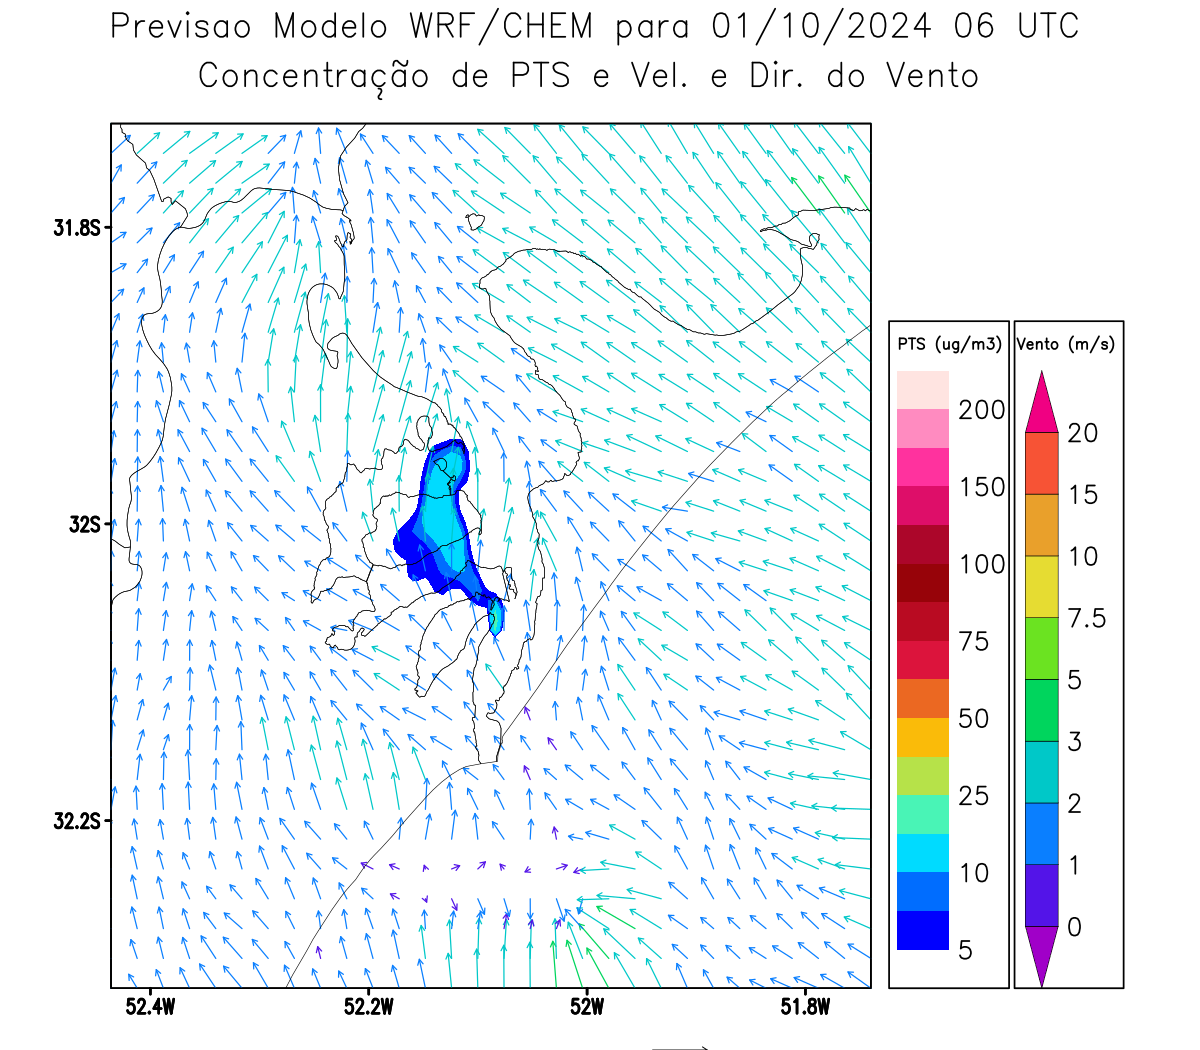 Previsao Modelo WRF/CHEM para 01/10/2024 06 UTC
Concentração de PTS e Vel. e Dir. do Vento
31.8S
32S
32.2S
52.4W 52.2W 52W 51.8W
PTS (ug/m3)
200
150
100
75
50
25
10
5
Vento (m/s)
20
15
10
7.5
5
3
2
1
0